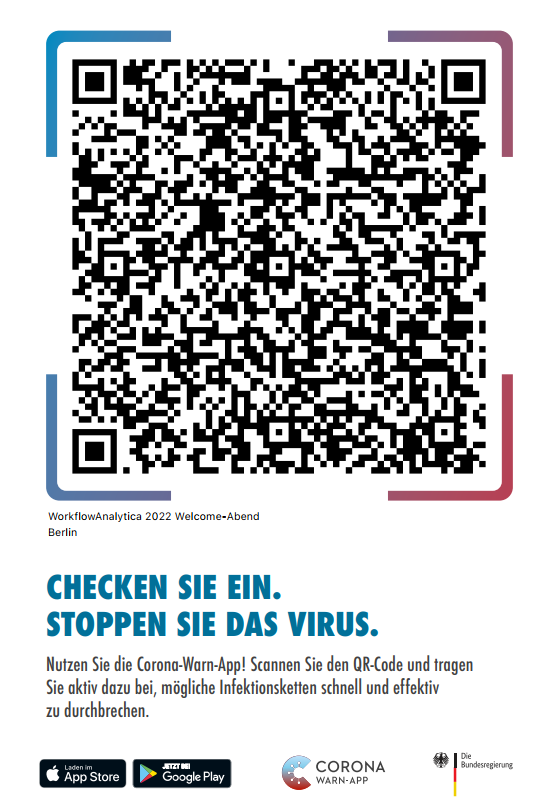 WorkflowAnalytica 2022 Welcome-Abend
Berlin
CHECKEN SIE EIN.
STOPPEN SIE DAS VIRUS.
Nutzen Sie die Corona-Warn-App! Scannen Sie den QR-Code und tragen
Sie aktiv dazu bei, mögliche Infektionsketten schnell und effektiv
zu durchbrechen.
Laden im
App Store
JETZT BEI
Google Play
CORONA
WARN-APP
Die
Bundesregierung